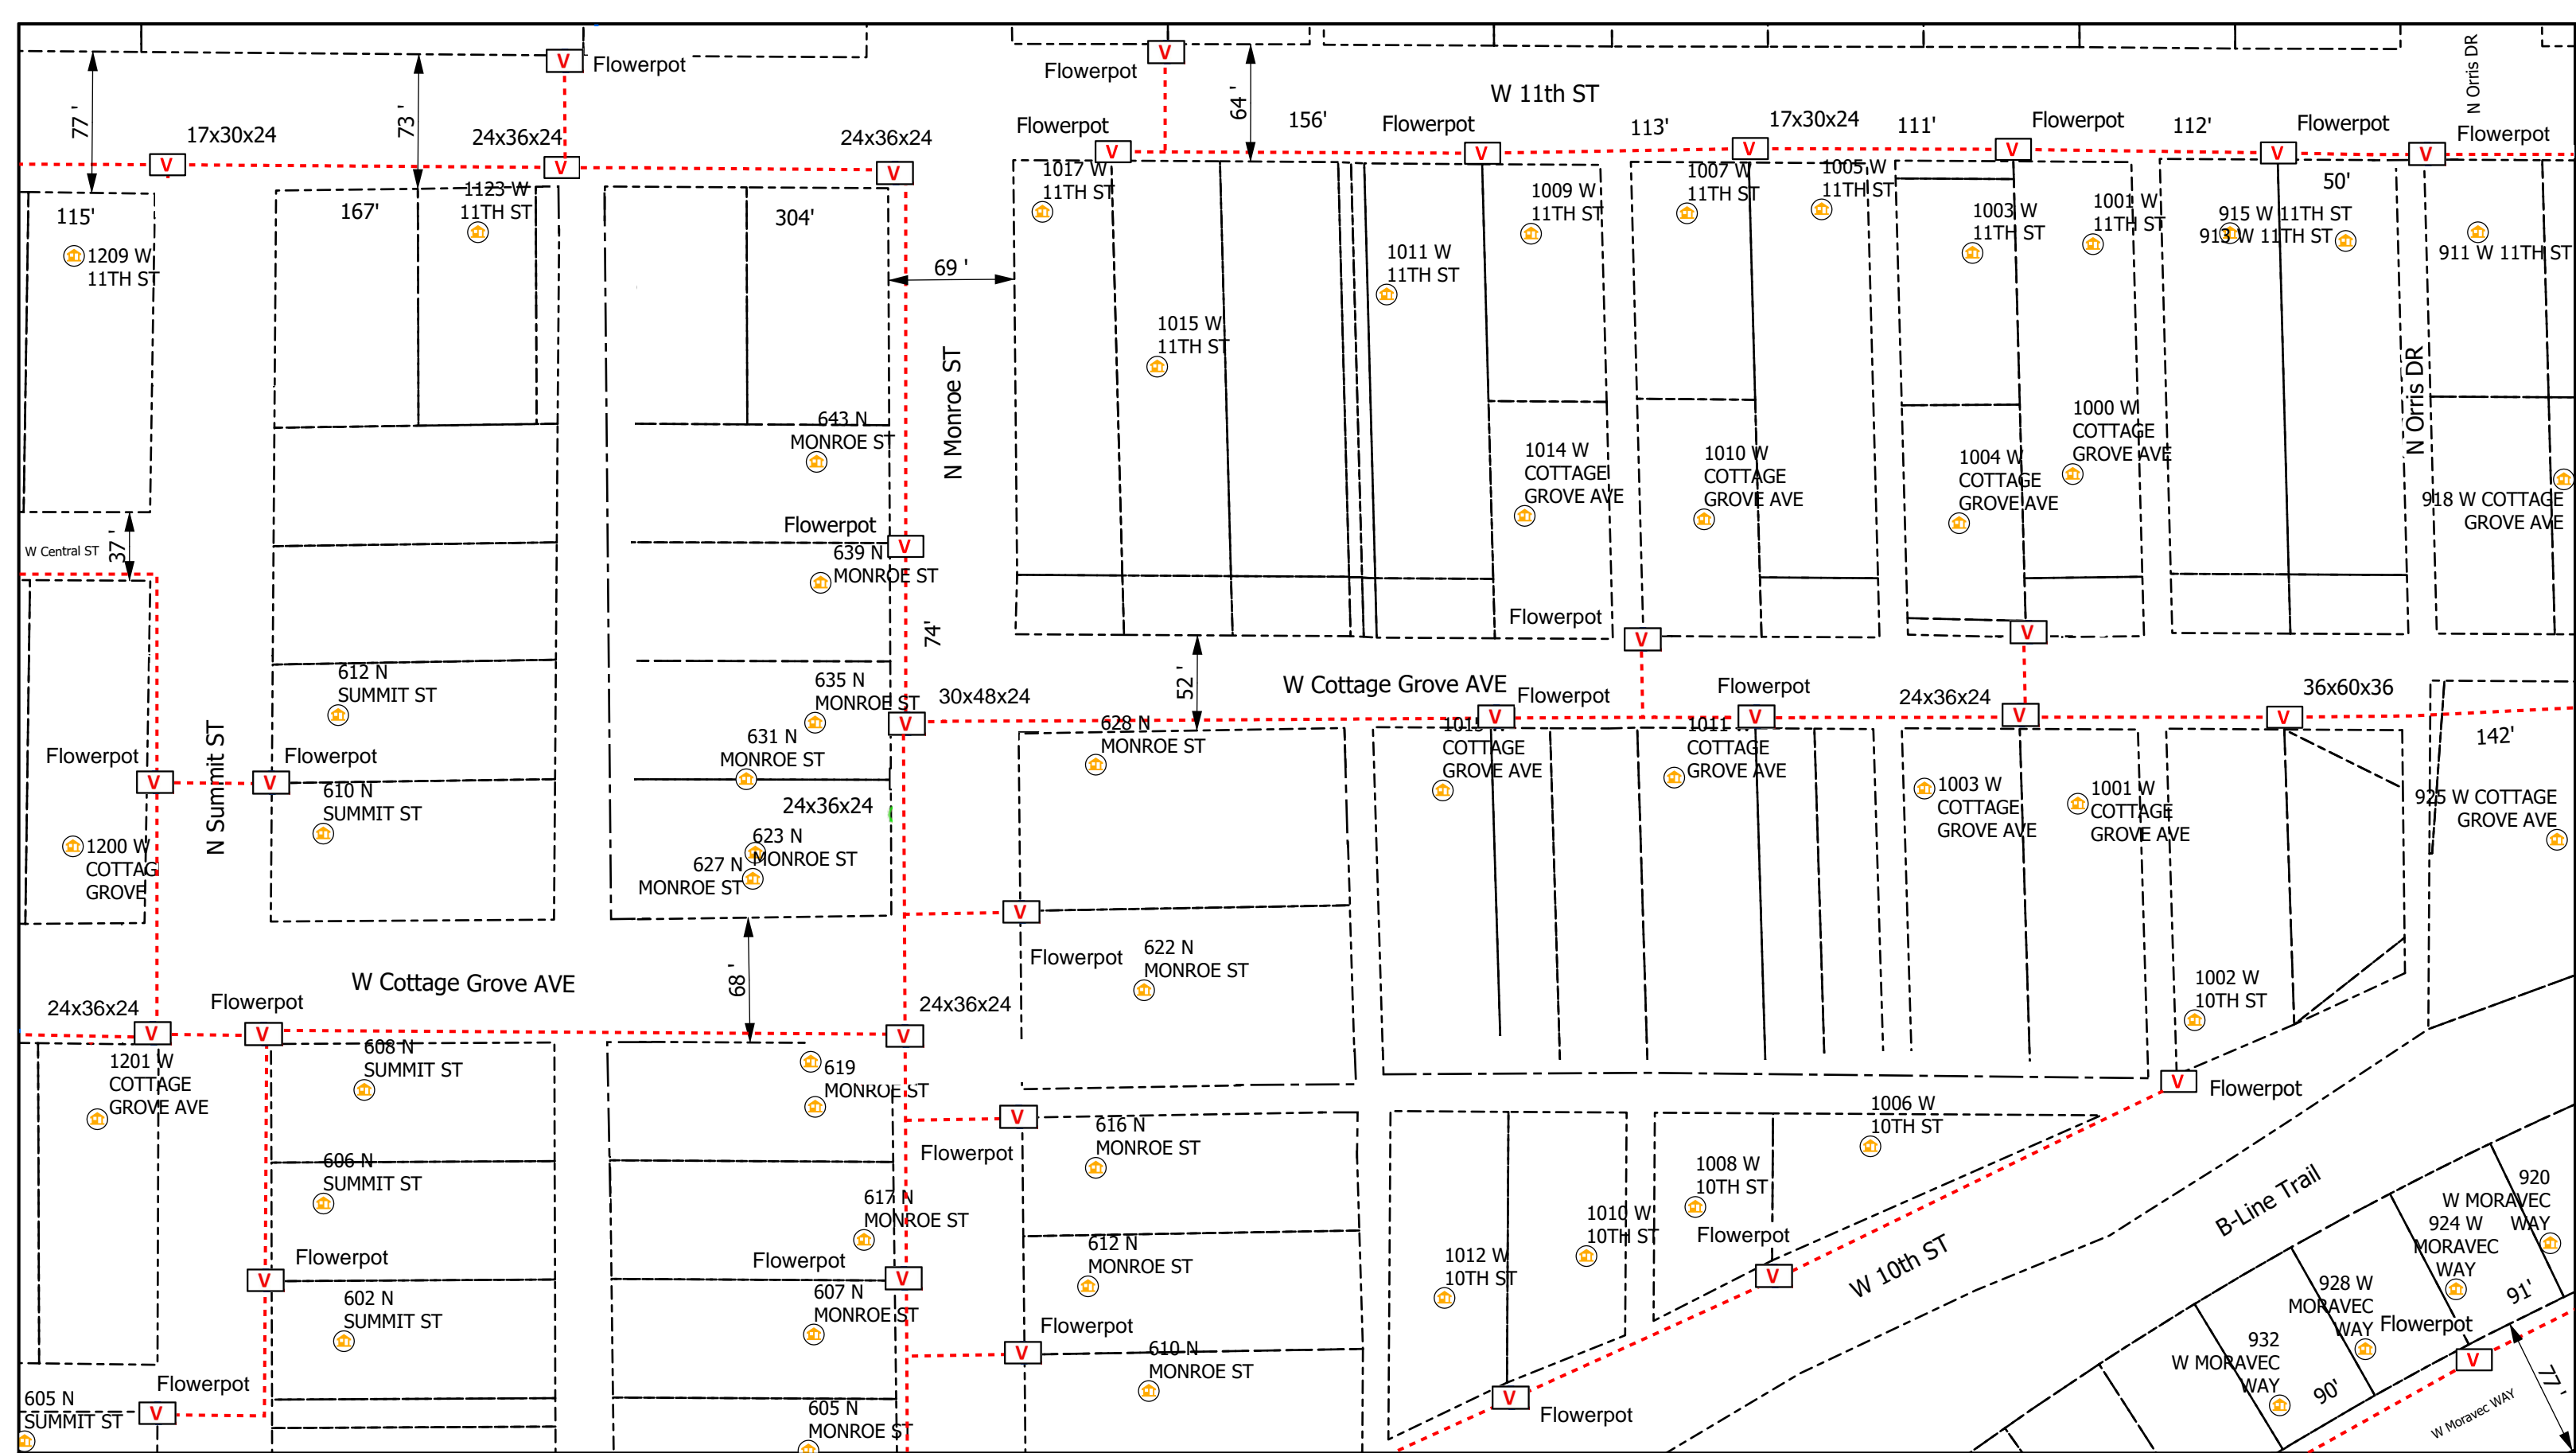 V
Flowerpot
V
Flowerpot
N Orris DR
77 '
73 '
64 '
W 11th ST
17x30x24
24x36x24
24x36x24
Flowerpot
156'
Flowerpot
113'
17x30x24
111'
Flowerpot
112'
Flowerpot
Flowerpot
V
V
V
V
V
V
V
V
V
115'
167'
304'
50'
1123 W
11TH ST
1017 W
11TH ST
1009 W
11TH ST
1007 W
11TH ST
1005 W
11TH ST
1003 W
11TH ST
1001 W
11TH ST
915 W 11TH ST
913 W 11TH ST
911 W 11TH ST
1209 W
11TH ST
69 '
1011 W
11TH ST
1015 W
11TH ST
N Monroe ST
N Orris DR
643 N
MONROE ST
1014 W
COTTAGE
GROVE AVE
1010 W
COTTAGE
GROVE AVE
1004 W
COTTAGE
GROVE AVE
1000 W
COTTAGE
GROVE AVE
918 W COTTAGE
GROVE AVE
W Central ST
37 '
Flowerpot
V
639 N
MONROE ST
74'
Flowerpot
V
V
612 N
SUMMIT ST
635 N
MONROE ST
V
30x48x24
52 '
W Cottage Grove AVE
Flowerpot
V
Flowerpot
V
24x36x24
V
36x60x36
V
142'
N Summit ST
Flowerpot
V
Flowerpot
V
631 N
MONROE ST
628 N
MONROE ST
COTTAGE
GROVE AVE
1011
COTTAGE
GROVE AVE
1003 W
COTTAGE
GROVE AVE
1001 W
COTTAGE
GROVE AVE
925 W COTTAGE
GROVE AVE
610 N
SUMMIT ST
24x36x24
623 N
MONROE ST
627 N
MONROE ST
1200 W
COTTAG
GROVE
V
Flowerpot
622 N
MONROE ST
68 '
W Cottage Grove AVE
1002 W
10TH ST
24x36x24
V
Flowerpot
V
24x36x24
V
1201 W
COTTAGE
GROVE AVE
608 N
SUMMIT ST
619
MONROE ST
V
Flowerpot
616 N
MONROE ST
1006 W
10TH ST
V
Flowerpot
606 N
SUMMIT ST
617 N
MONROE ST
1008 W
10TH ST
Flowerpot
V
W 10th ST
B-Line Trail
920
W MORAVEC
WAY
924 W
MORAVEC
WAY
91'
Flowerpot
V
Flowerpot
V
612 N
MONROE ST
1012 W
10TH ST
1010 W
10TH ST
602 N
SUMMIT ST
607 N
MONROE ST
Flowerpot
V
610 N
MONROE ST
928 W
MORAVEC
WAY
Flowerpot
V
932
W MORAVEC
WAY
90'
77 '
W Moravec WAY
605 N
SUMMIT ST
Flowerpot
V
605 N
MONROE ST
V
Flowerpot